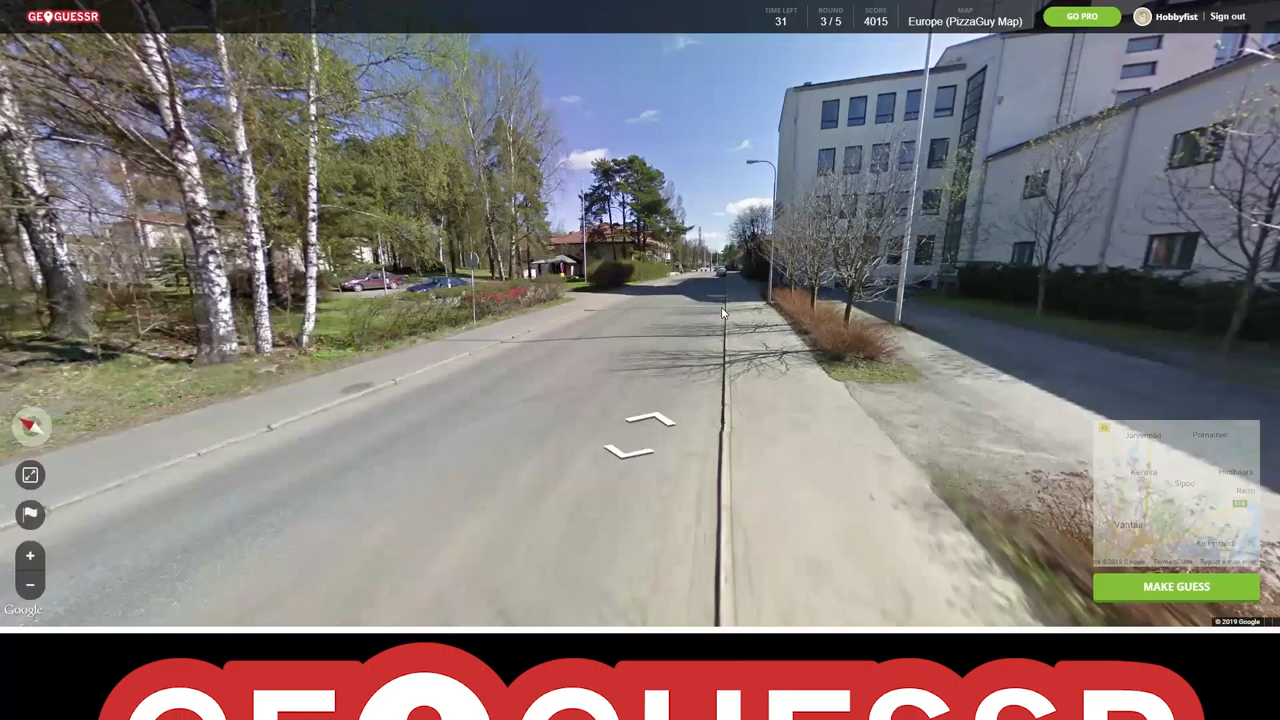 GEOGUESSR
TIME LEFT
31
ROUND
3 / 5
SCORE
4015
MAP
Europe (PizzaGuy Map)
GO PRO
Hobbyfist
Sign out
Järvenpää
Pornainen
Kerava
Sipoo
Vantaa
+
−
Google
MAKE GUESS
© 2019 Google
GEOGUESSR